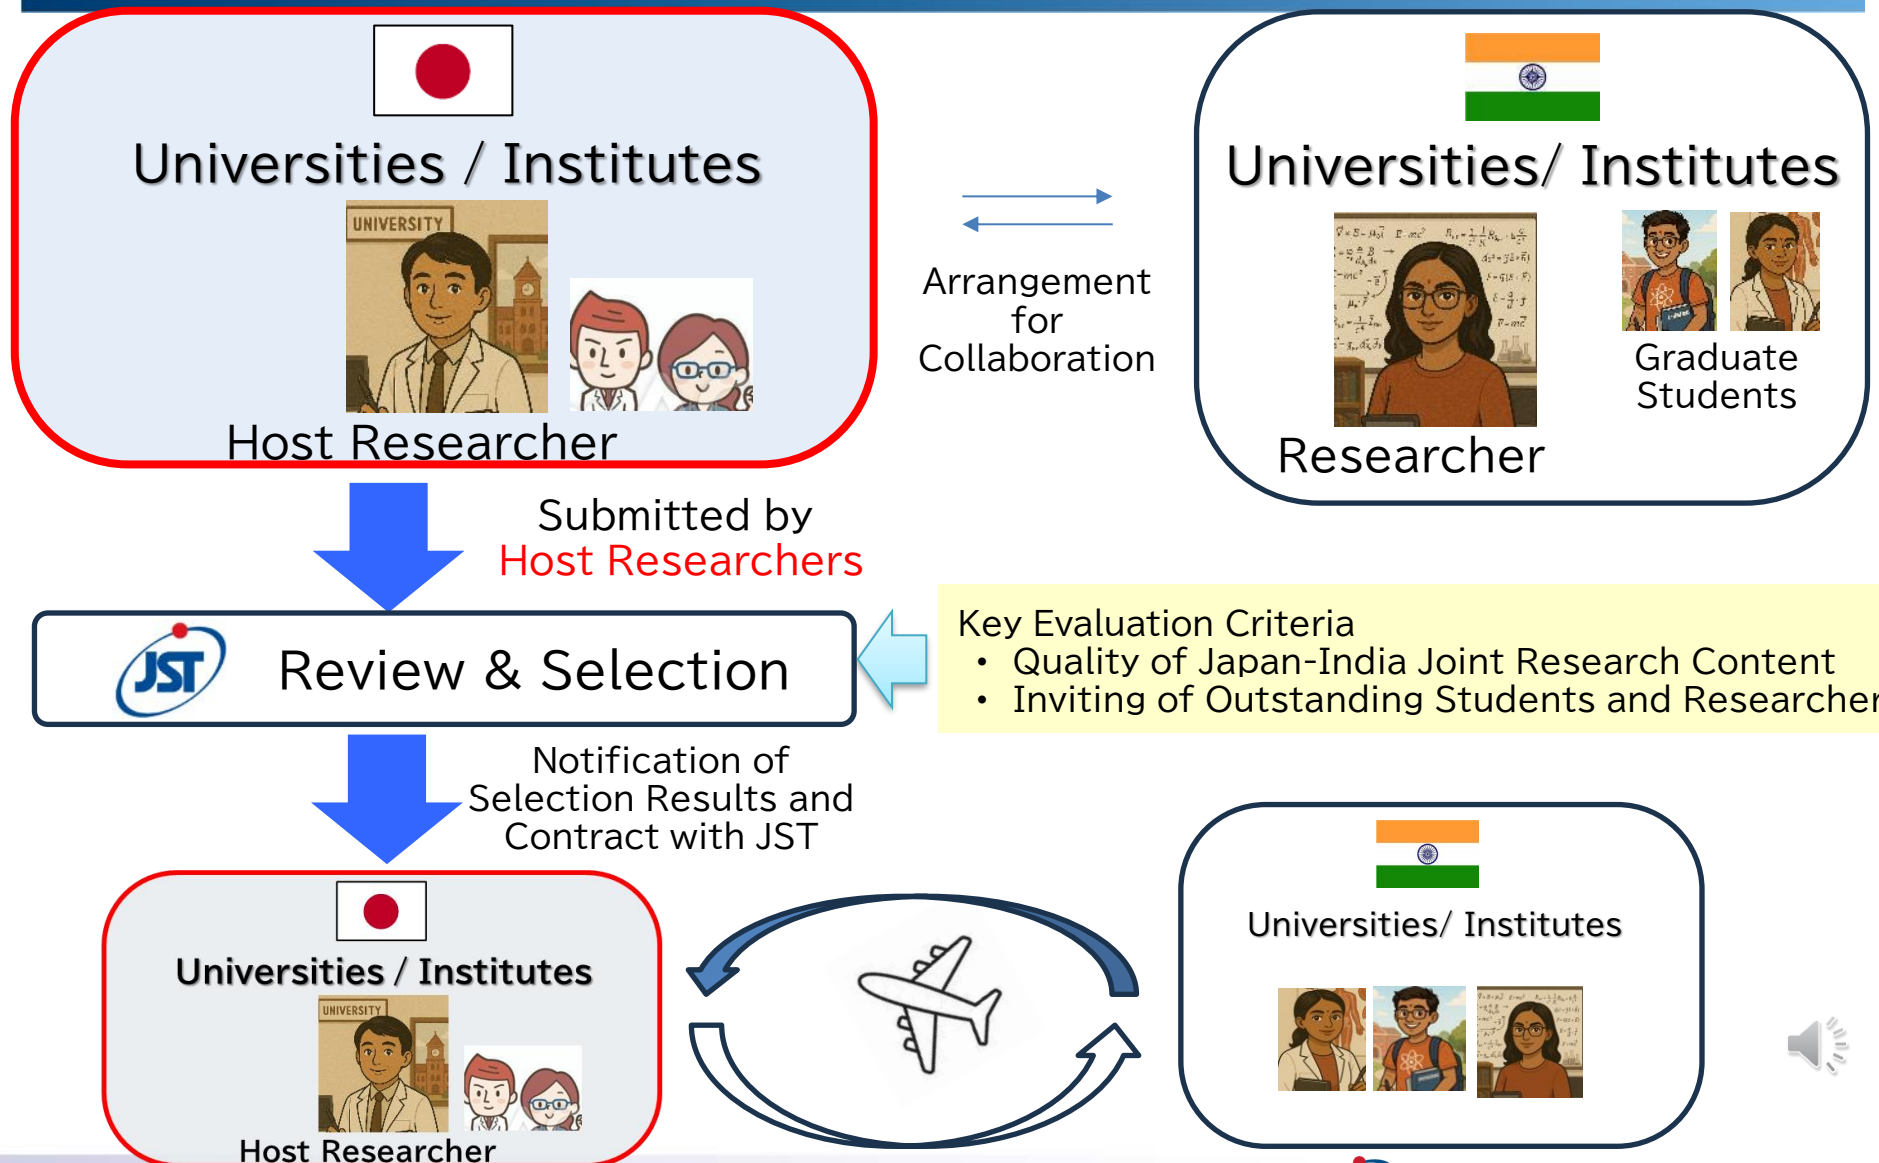 Universities / Institutes
UNIVERSITY
Host Researcher
Arrangement
for
Collaboration
Universities/ Institutes
Graduate
Students
Researcher
Submitted by
Host Researchers
JST
Review & Selection
Key Evaluation Criteria
• Quality of Japan-India Joint Research Content
• Inviting of Outstanding Students and Researcher
Notification of
Selection Results and
Contract with JST
Universities / Institutes
UNIVERSITY
Host Researcher
Universities/ Institutes